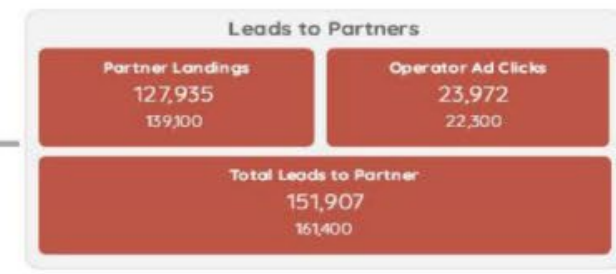 Leads to Partners
Partner Landings
127,935
139,100
Operator Ad Clicks
23,972
22,300
Total Leads to Partner
151,907
161,400